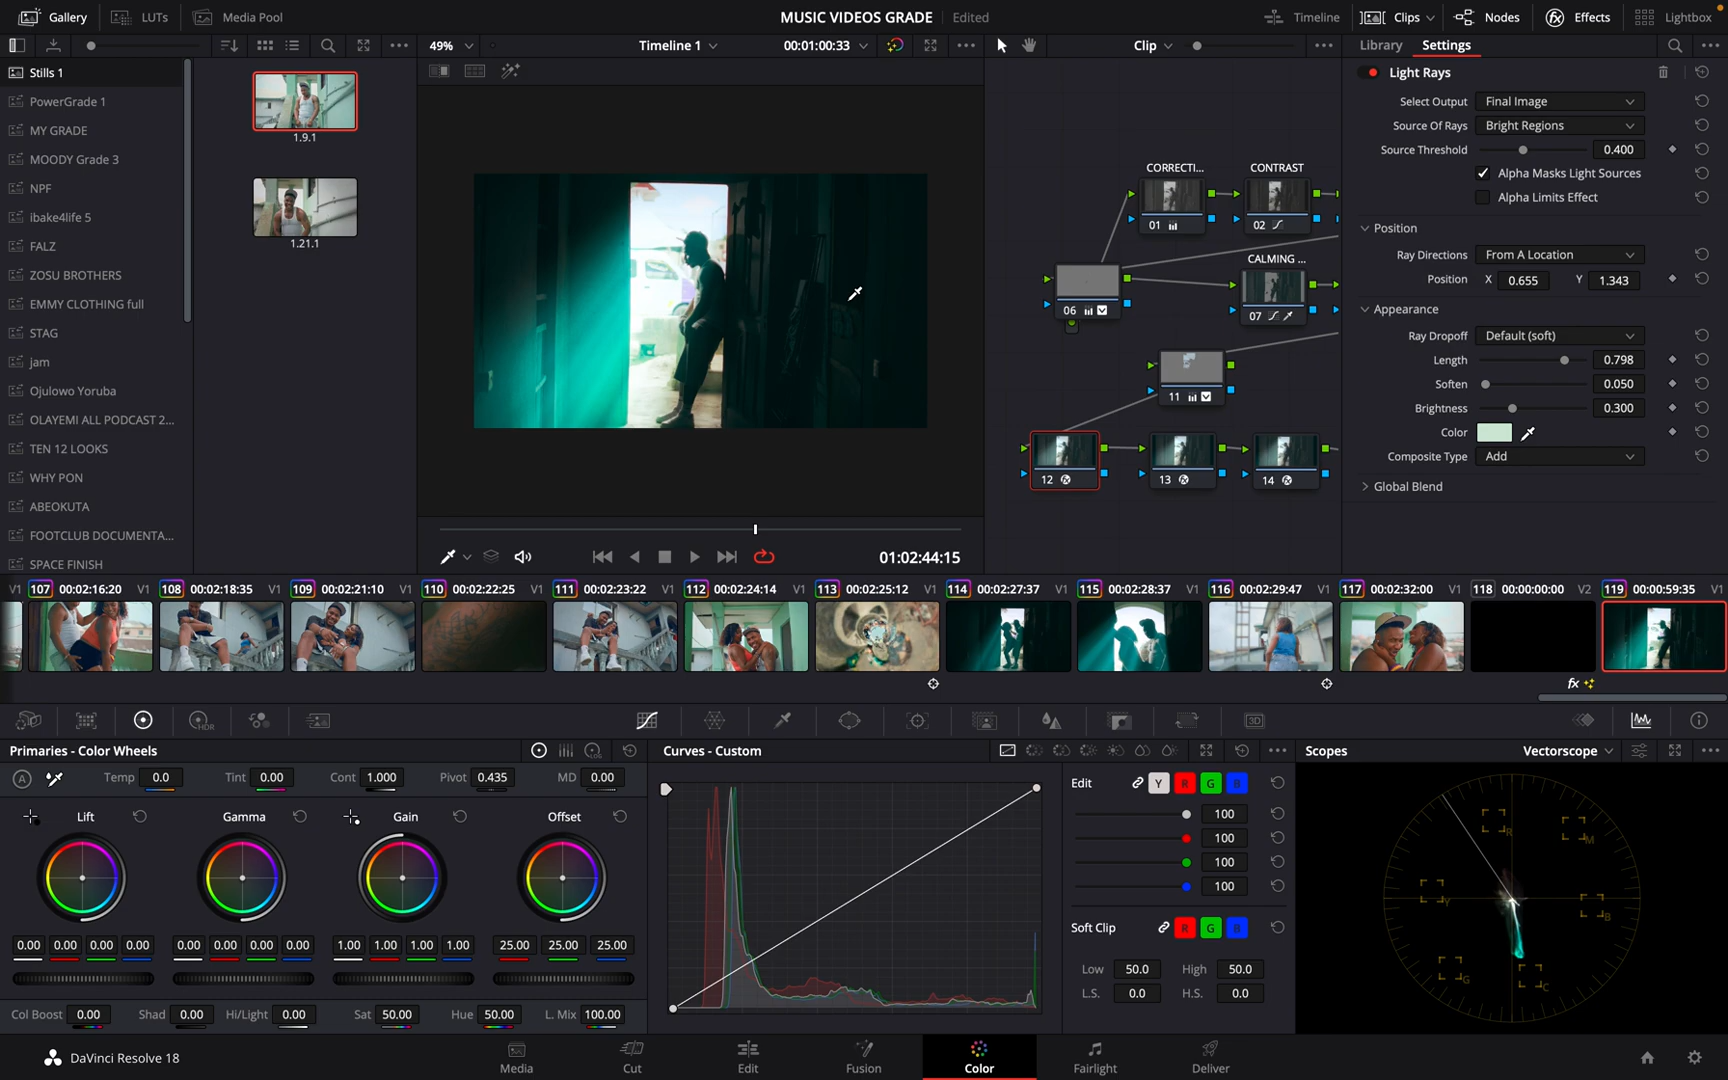 Gallery LUTs Media Pool MUSIC VIDEOS GRADE Edited Timeline Clips Nodes Effects Lightbox
49% Timeline 1 00:01:00:33 Clip Library Settings
Stills 1
PowerGrade 1
MY GRADE
MOODY Grade 3
NPF
ibake4life 5
FALZ
ZOSU BROTHERS
EMMY CLOTHING full
STAG
jam
Ojulowo Yoruba
OLAYEMI ALL PODCAST 2...
TEN 12 LOOKS
WHY PON
ABEOKUTA
FOOTCLUB DOCUMENTA...
SPACE FINISH
1.9.1
1.21.1
01:02:44:15
CORRECTI... CONTRAST
01 02
CALMING ...
06 07
11
12 13 14
Light Rays
Select Output Final Image
Source Of Rays Bright Regions
Source Threshold 0.400
Alpha Masks Light Sources
Alpha Limits Effect
Position
Ray Directions From A Location
Position X 0.655 Y 1.343
Appearance
Ray Dropoff Default (soft)
Length 0.798
Soften 0.050
Brightness 0.300
Color
Composite Type Add
Global Blend
V1 107 00:02:16:20 V1 108 00:02:18:35 V1 109 00:02:21:10 V1 110 00:02:22:25 V1 111 00:02:23:22 V1 112 00:02:24:14 V1 113 00:02:25:12 V1 114 00:02:27:37 V1 115 00:02:28:37 V1 116 00:02:29:47 V1 117 00:02:32:00 V1 118 00:00:00:00 V2 119 00:00:59:35 V1
fx
HDR 3D
Primaries - Color Wheels
A Temp 0.0 Tint 0.00 Cont 1.000 Pivot 0.435 MD 0.00
Lift Gamma Gain Offset
0.00 0.00 0.00 0.00 0.00 0.00 0.00 0.00 1.00 1.00 1.00 1.00 25.00 25.00 25.00
Col Boost 0.00 Shad 0.00 Hi/Light 0.00 Sat 50.00 Hue 50.00 L. Mix 100.00
Curves - Custom
Edit Y R G B
100
100
100
100
Soft Clip R G B
Low 50.0 High 50.0
L.S. 0.0 H.S. 0.0
Scopes Vectorscope
R M
Y B
G C
DaVinci Resolve 18 Media Cut Edit Fusion Color Fairlight Deliver